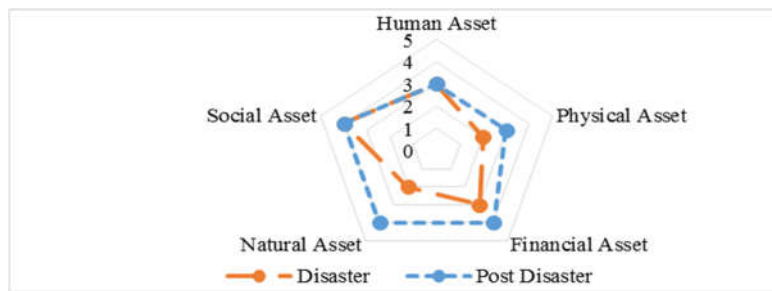 Human Asset
5
4
3
2
1
0
Social Asset
Physical Asset
Natural Asset
Financial Asset
Disaster
Post Disaster